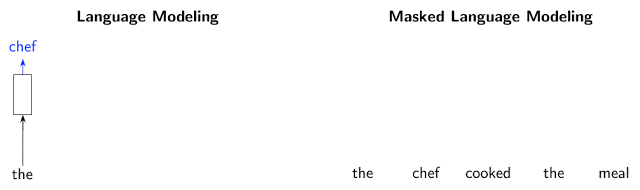 Language Modeling
Masked Language Modeling
chef
the
the chef cooked the meal